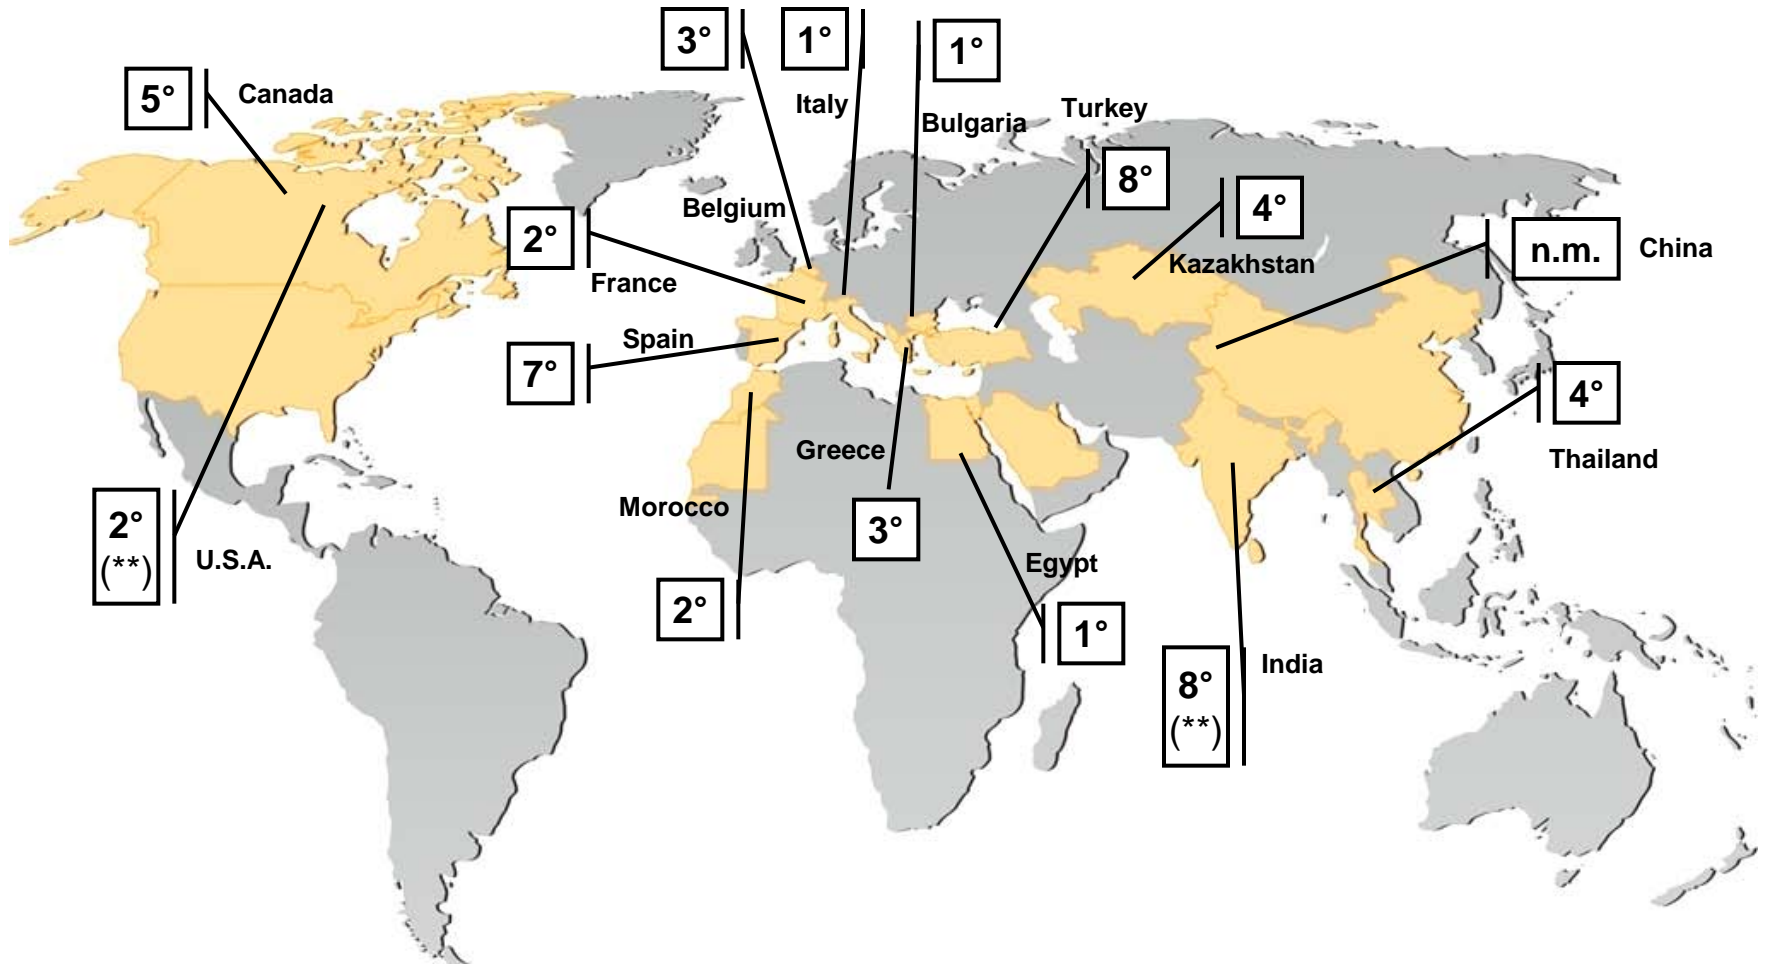 3°
1°
1°
5°
Canada
Italy
Bulgaria
Turkey
8°
Belgium
4°
2°
France
Kazakhstan
n.m.
China
Spain
7°
4°
Greece
Thailand
Morocco
3°
2°
(**)
U.S.A.
Egypt
2°
1°
India
8°
(**)